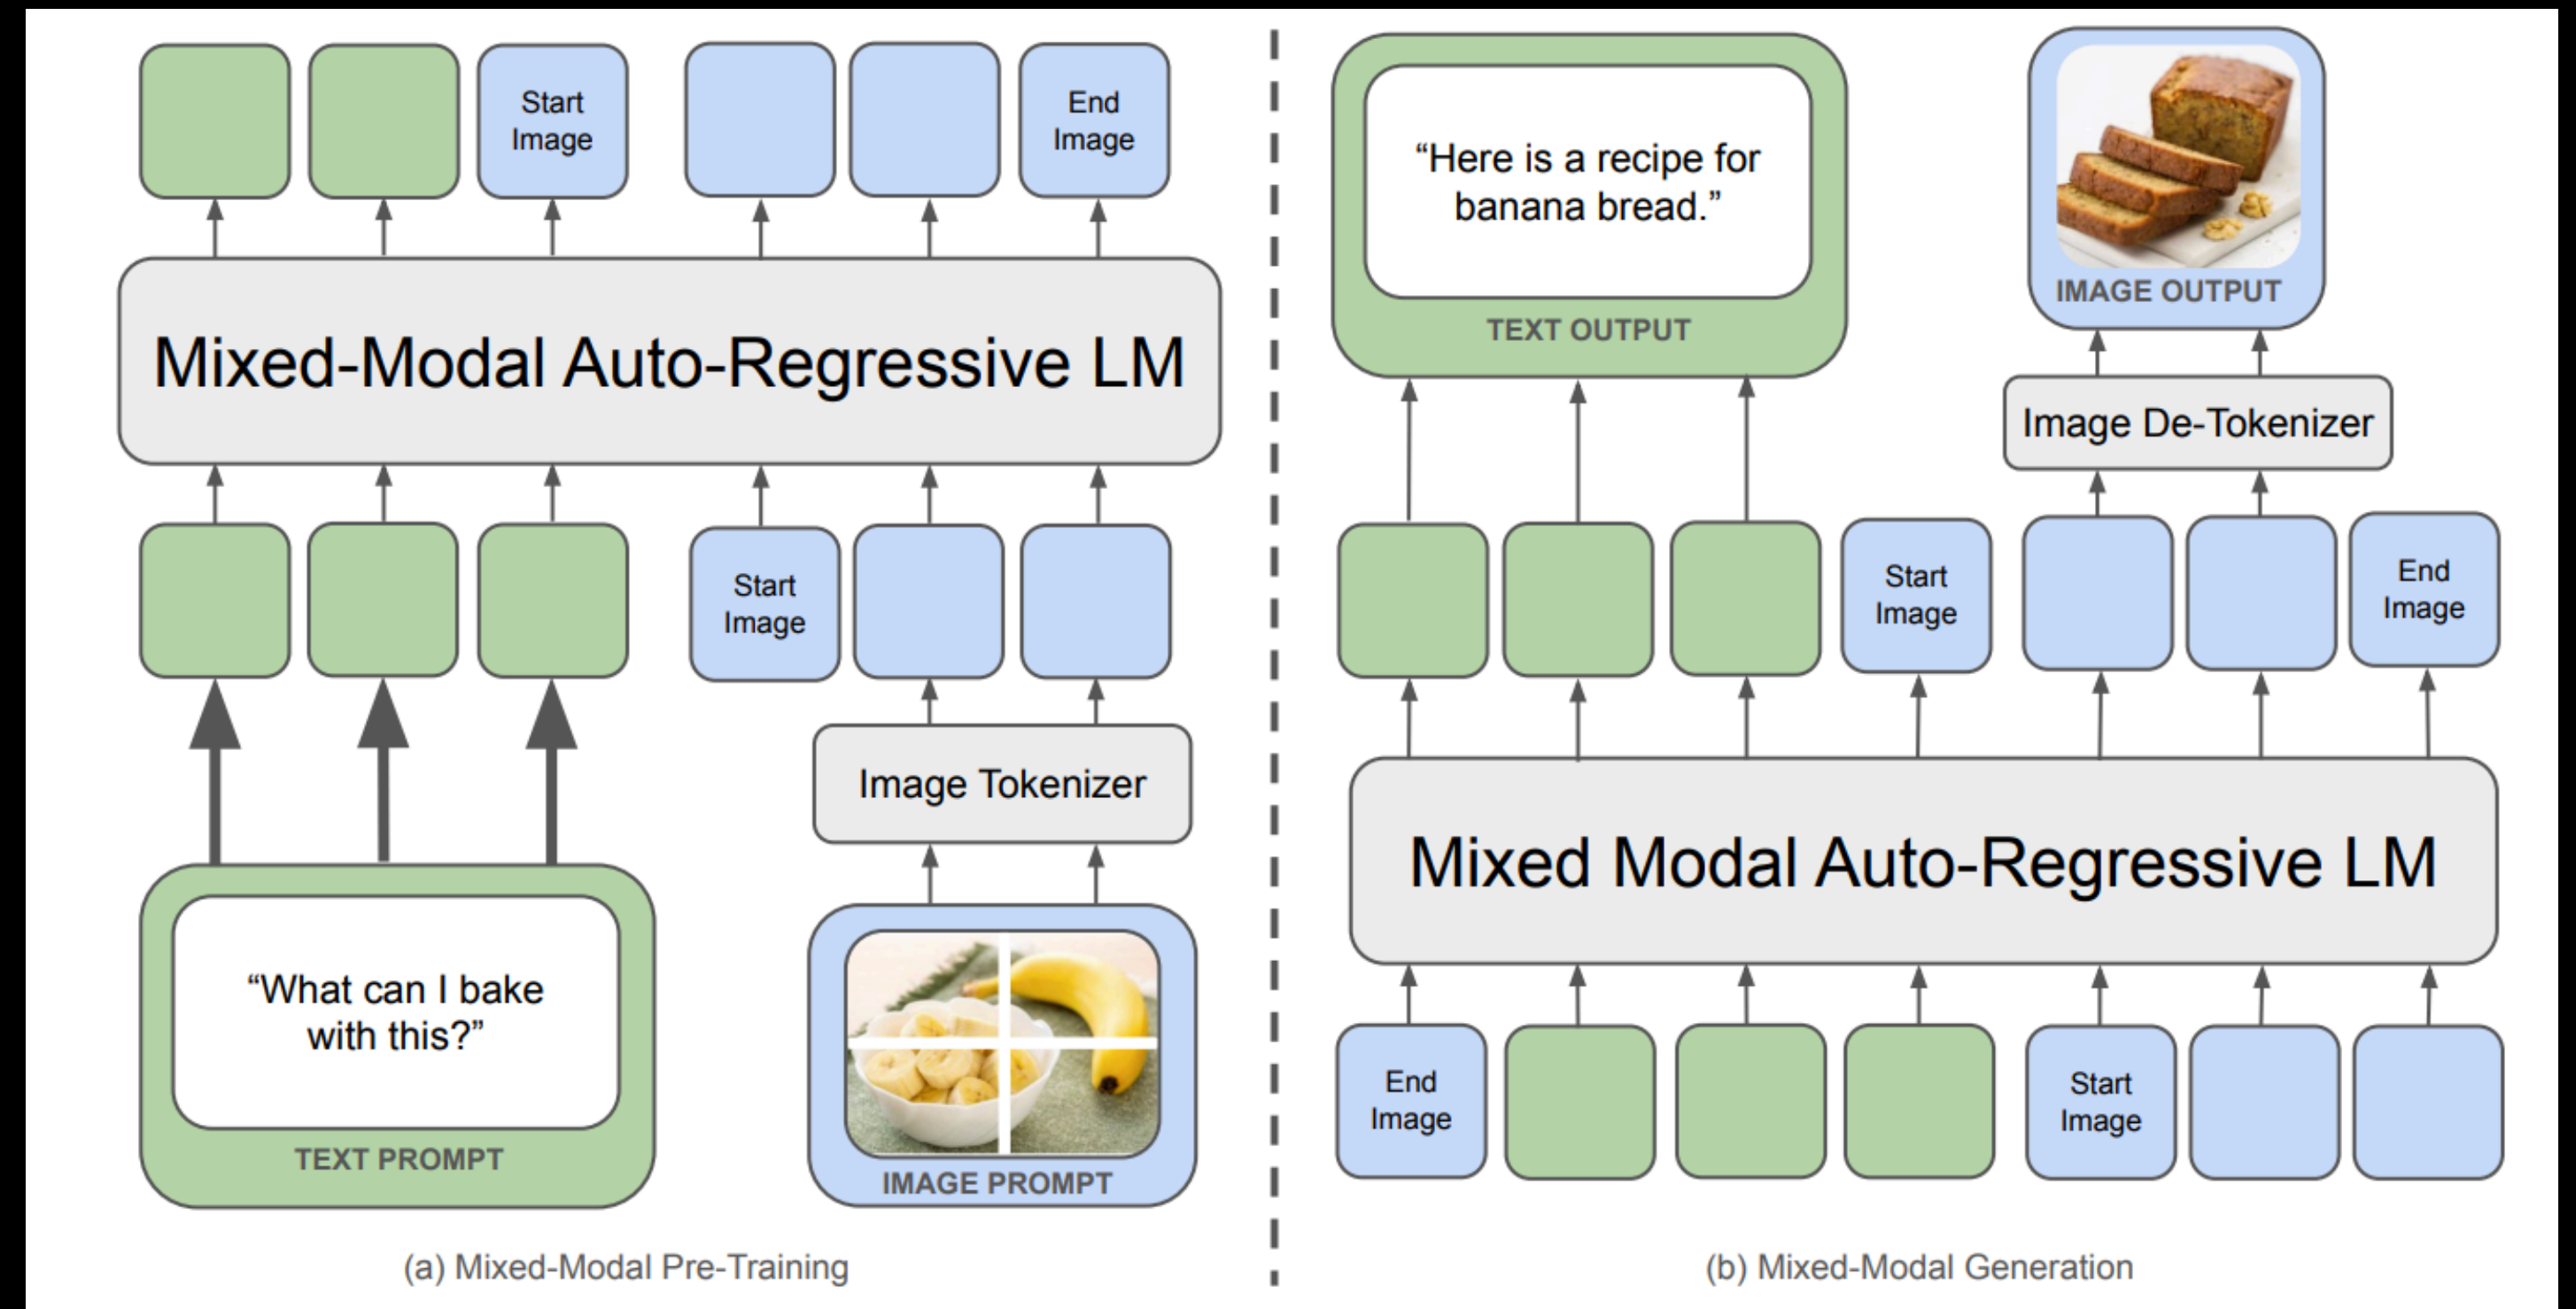 Start
Image
End
Image
Mixed-Modal Auto-Regressive LM
Start
Image
Image Tokenizer
“What can I bake
with this?”
TEXT PROMPT
IMAGE PROMPT
(a) Mixed-Modal Pre-Training
“Here is a recipe for
banana bread.”
TEXT OUTPUT
IMAGE OUTPUT
Image De-Tokenizer
Start
Image
End
Image
Mixed Modal Auto-Regressive LM
End
Image
Start
Image
(b) Mixed-Modal Generation